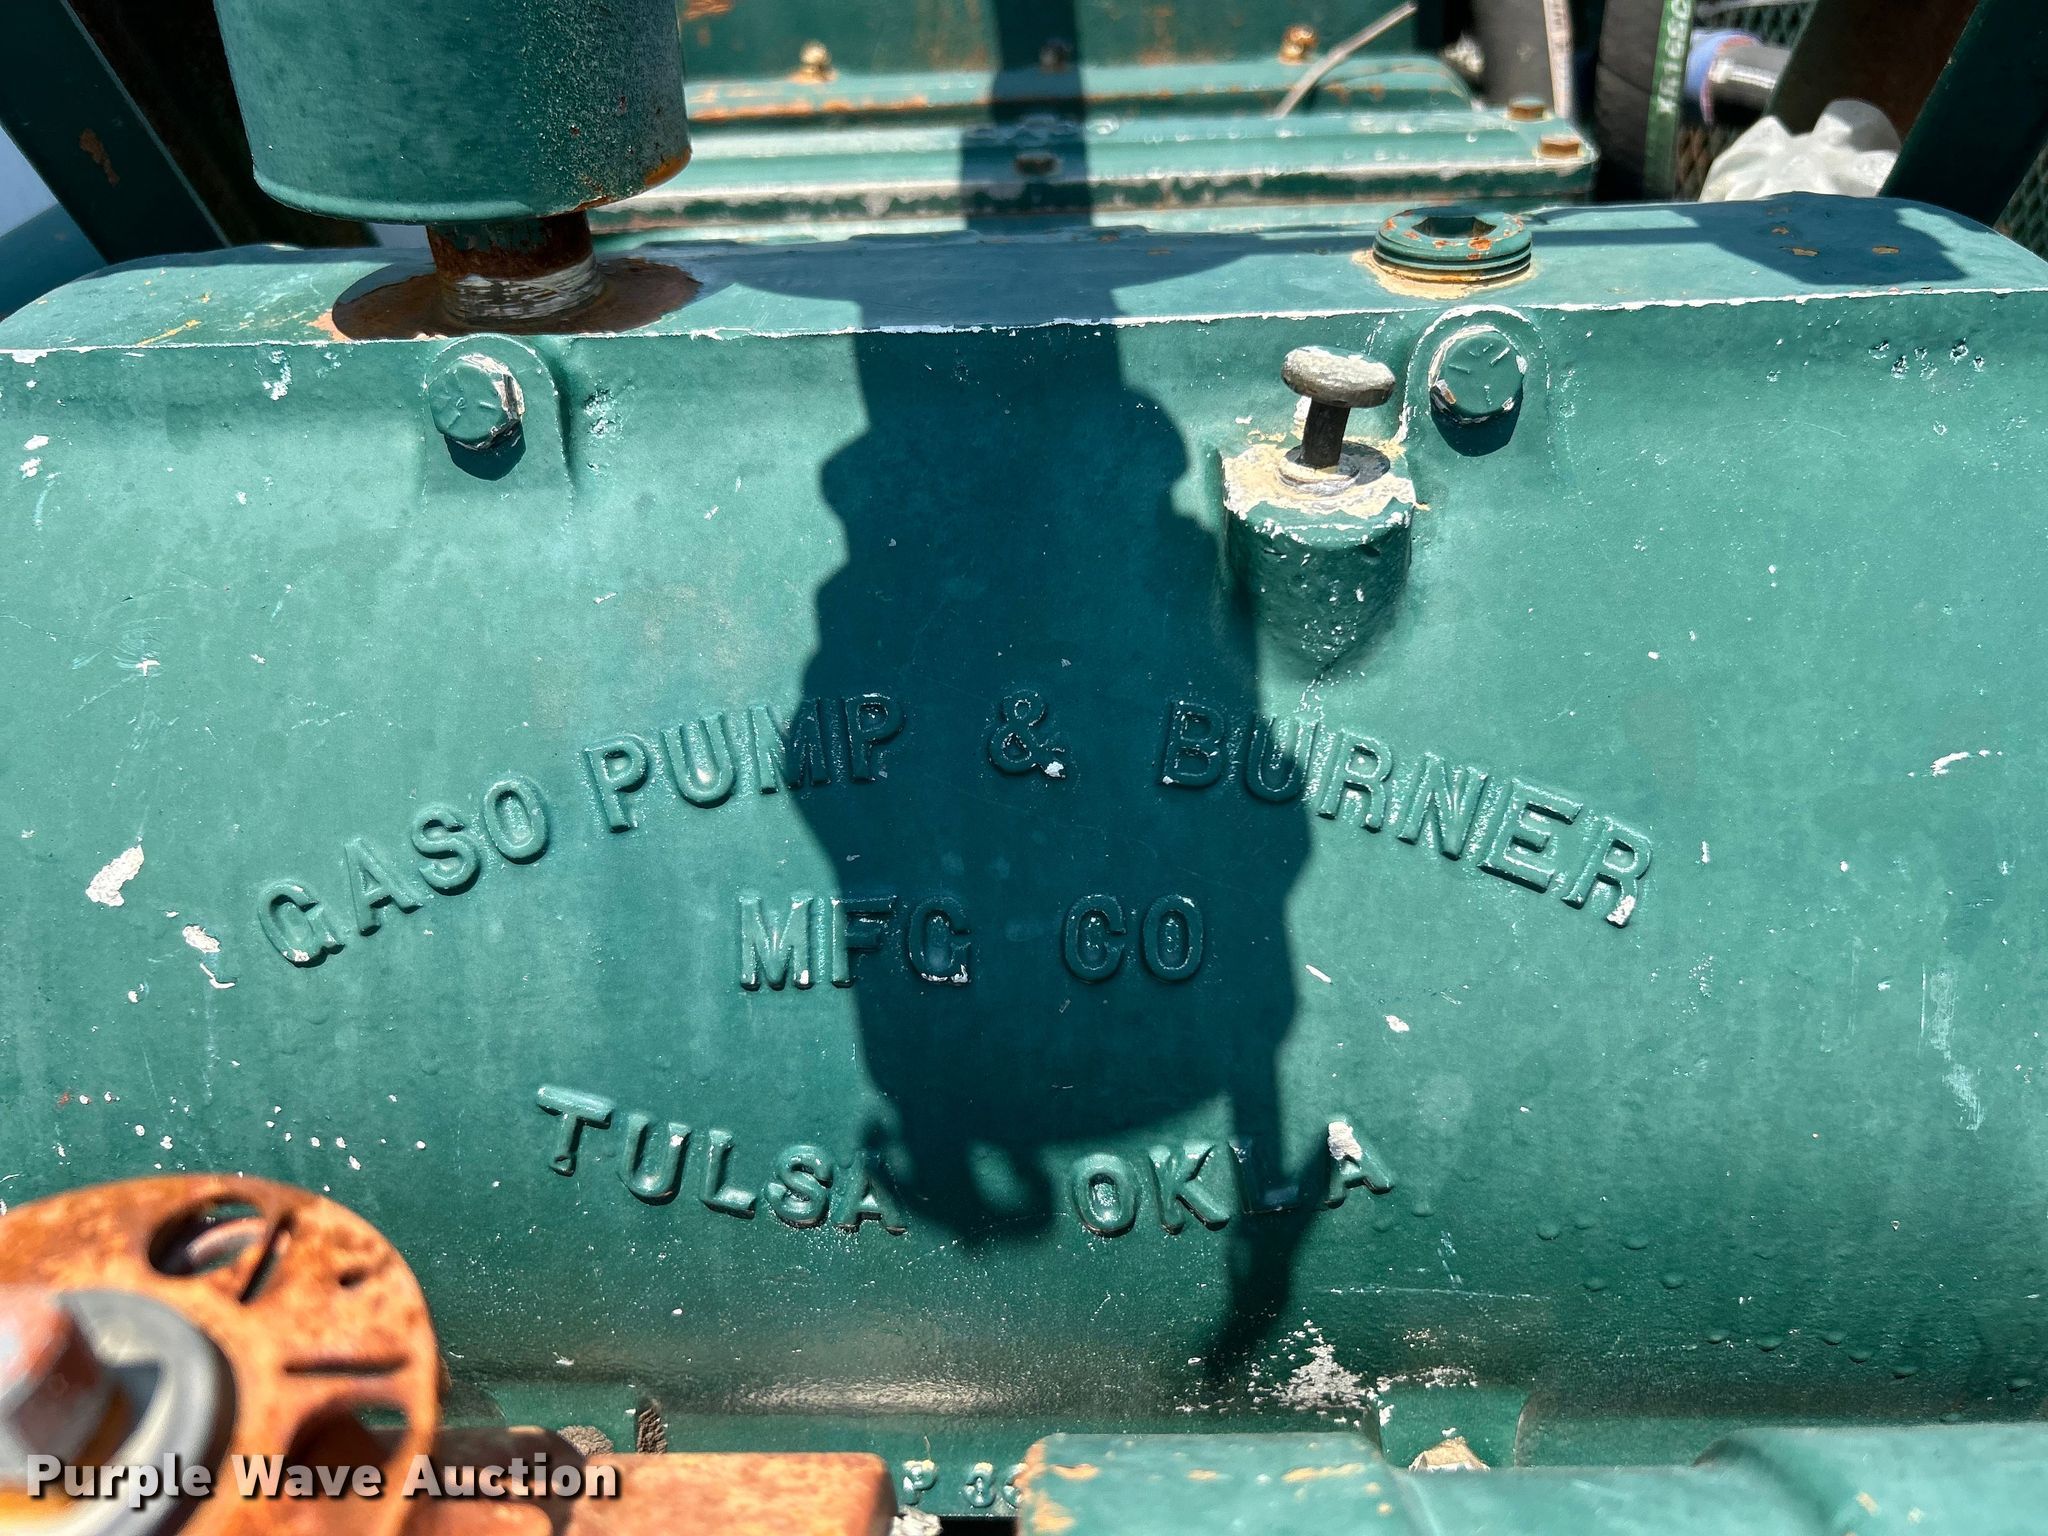 GASO PUMP & BURNER
MFG CO
TULSA OKLA
Purple Wave Auction